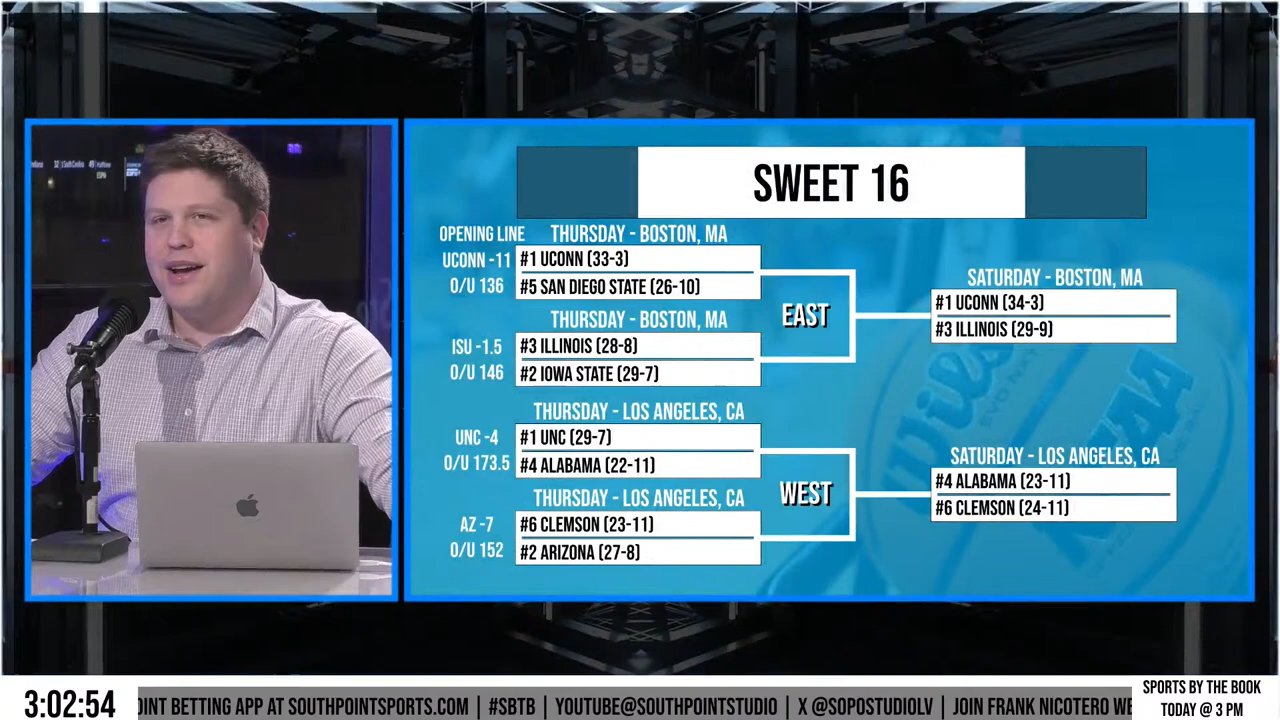 SWEET 16
OPENING LINE
THURSDAY - BOSTON, MA
UCONN -11
#1 UCONN (33-3)
O/U 136
#5 SAN DIEGO STATE (26-10)
THURSDAY - BOSTON, MA
ISU -1.5
#3 ILLINOIS (28-8)
O/U 146
#2 IOWA STATE (29-7)
EAST
SATURDAY - BOSTON, MA
#1 UCONN (34-3)
#3 ILLINOIS (29-9)
THURSDAY - LOS ANGELES, CA
UNC -4
#1 UNC (29-7)
O/U 173.5
#4 ALABAMA (22-11)
THURSDAY - LOS ANGELES, CA
AZ -7
#6 CLEMSON (23-11)
O/U 152
#2 ARIZONA (27-8)
WEST
SATURDAY - LOS ANGELES, CA
#4 ALABAMA (23-11)
#6 CLEMSON (24-11)
Wilson
NCAA
ESPN
3:02:54
OINT BETTING APP AT SOUTHPOINTSPORTS.COM | #SBTB | YOUTUBE@SOUTHPOINTSTUDIO | X @SOPOSTUDIOLV | JOIN FRANK NICOTERO WE
SPORTS BY THE BOOK
TODAY @ 3 PM